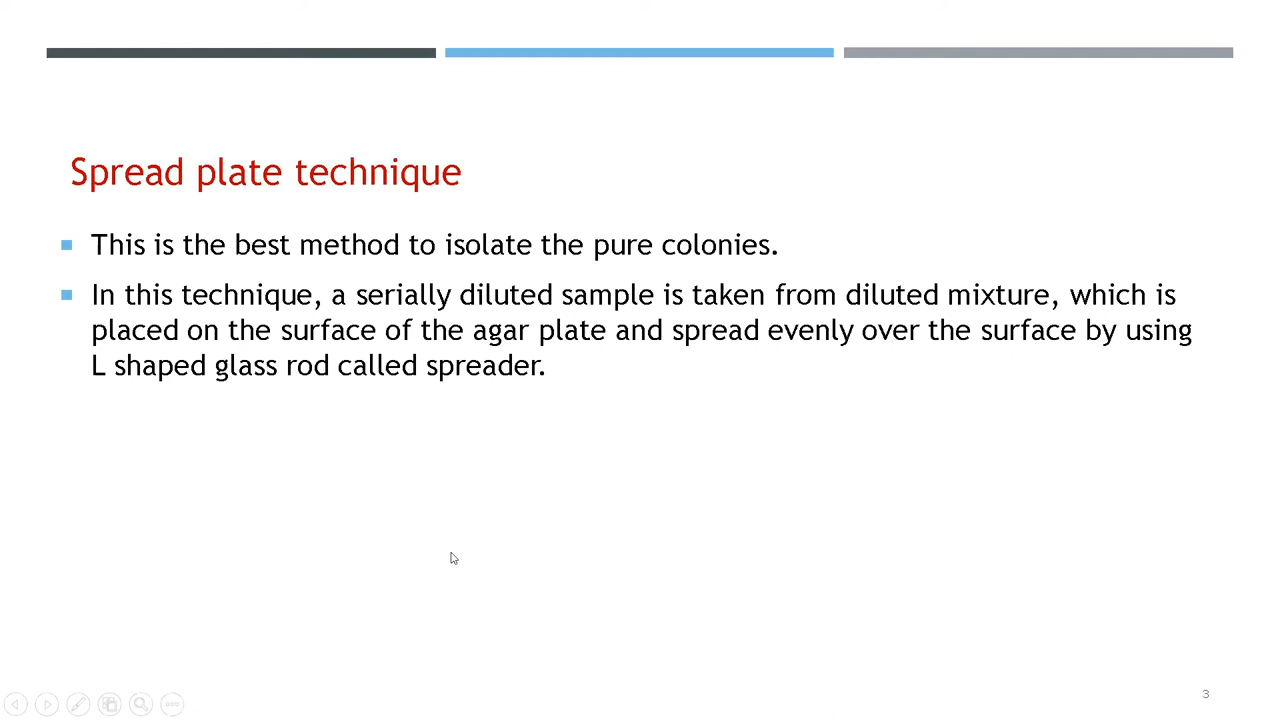 Spread plate technique
This is the best method to isolate the pure colonies.
In this technique, a serially diluted sample is taken from diluted mixture, which is
placed on the surface of the agar plate and spread evenly over the surface by using
L shaped glass rod called spreader.
3